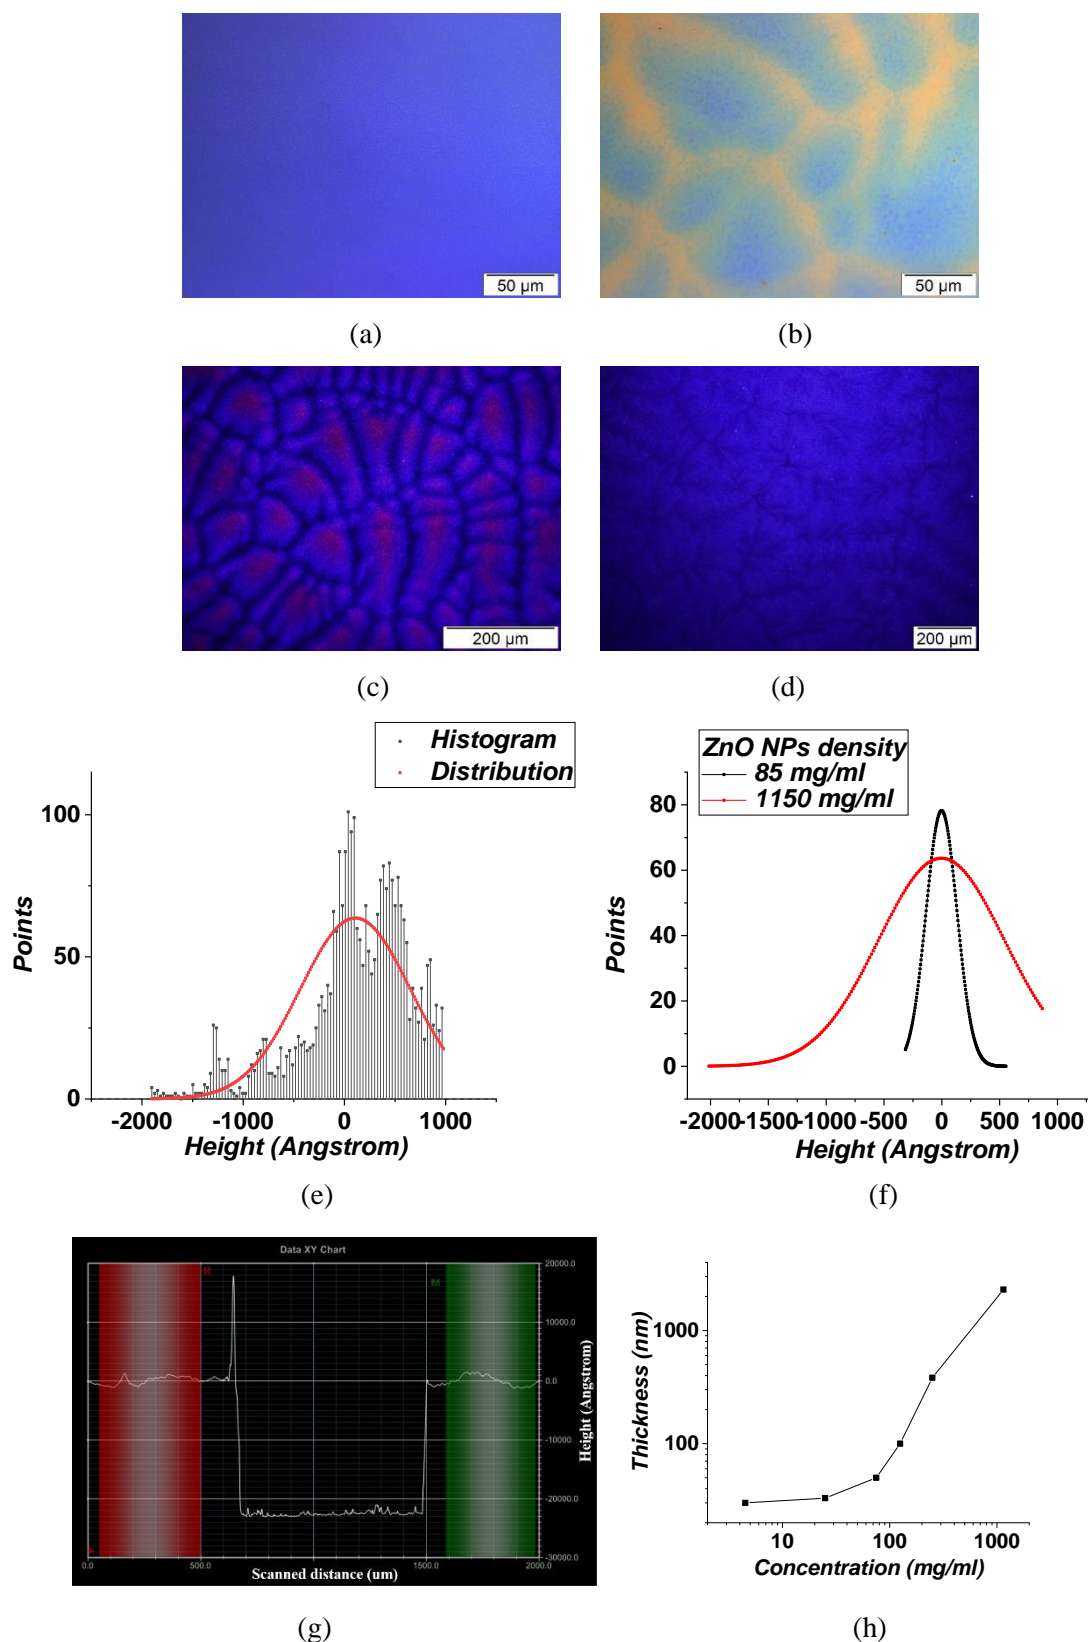 50 µm
50 µm
(a)
(b)
200 µm
200 µm
(c)
(d)
Histogram
Distribution
100
50
0
Points
-2000
-1000
0
1000
Height (Angstrom)
(e)
ZnO NPs density
85 mg/ml
1150 mg/ml
80
60
40
20
0
Points
-2000
-1500
-1000
-500
0
500
1000
Height (Angstrom)
(f)
Data XY Chart
R
M
20000.0
10000.0
0.0
-10000
-20000.0
-30000.0
Height (Angstrom)
0.0
500.0
1500.0
2000.0
Scanned distance (um)
(g)
1000
100
Thickness (nm)
10
100
1000
Concentration (mg/ml)
(h)